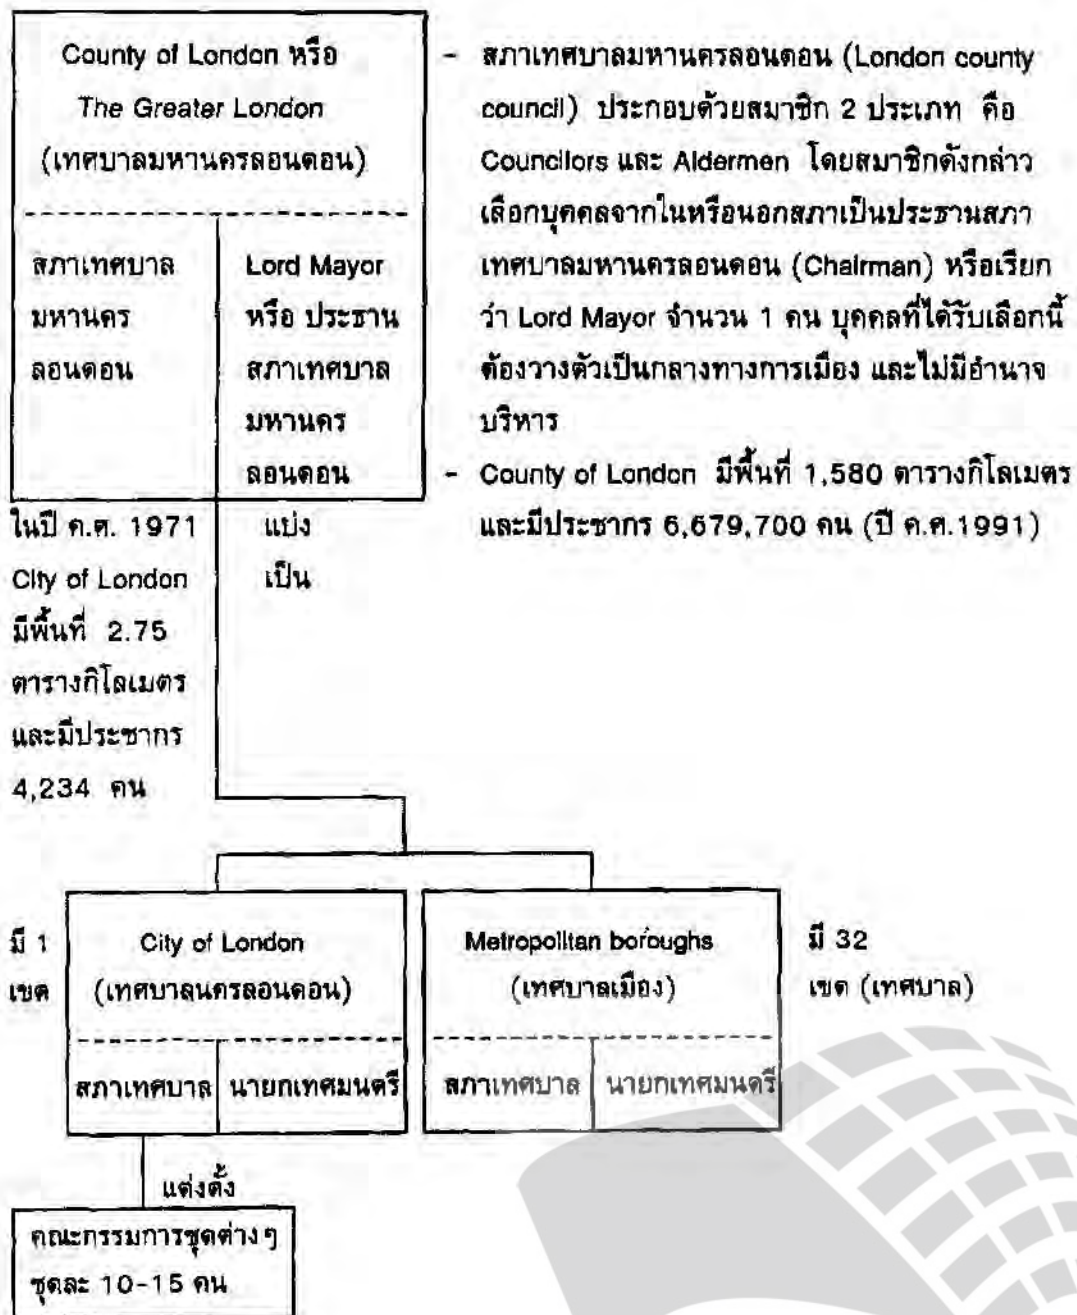 County of London หรือ
The Greater London
(เทศบาลมหานครลอนดอน)
สภาเทศบาล
มหานคร
ลอนดอน
Lord Mayor
หรือ ประธาน
สภาเทศบาล
มหานคร
ลอนดอน
- สภาเทศบาลมหานครลอนดอน (London county
council) ประกอบด้วยสมาชิก 2 ประเภท คือ
Councilors และ Aldermen โดยสมาชิกดังกล่าว
เลือกบุคคลจากในหรือนอกสภาเป็นประธานสภา
เทศบาลมหานครลอนดอน (Chairman) หรือเรียก
ว่า Lord Mayor จำนวน 1 คน บุคคลที่ได้รับเลือกนี้
ต้องวางตัวเป็นกลางทางการเมือง และไม่มีอำนาจ
บริหาร
- County of London มีพื้นที่ 1,580 ตารางกิโลเมตร
และมีประชากร 6,679,700 คน (ปี ค.ศ.1991)
ในปี ค.ศ. 1971
City of London
มีพื้นที่ 2.75
ตารางกิโลเมตร
และมีประชากร
4,234 คน
แบ่ง
เป็น
มี 1
เขต
City of London
(เทศบาลนครลอนดอน)
สภาเทศบาล นายกเทศมนตรี
Metropolitan boroughs
(เทศบาลเมือง)
สภาเทศบาล นายกเทศมนตรี
มี 32
เขต (เทศบาล)
แต่งตั้ง
คณะกรรมการชุดต่างๆ
ชุดละ 10-15 คน